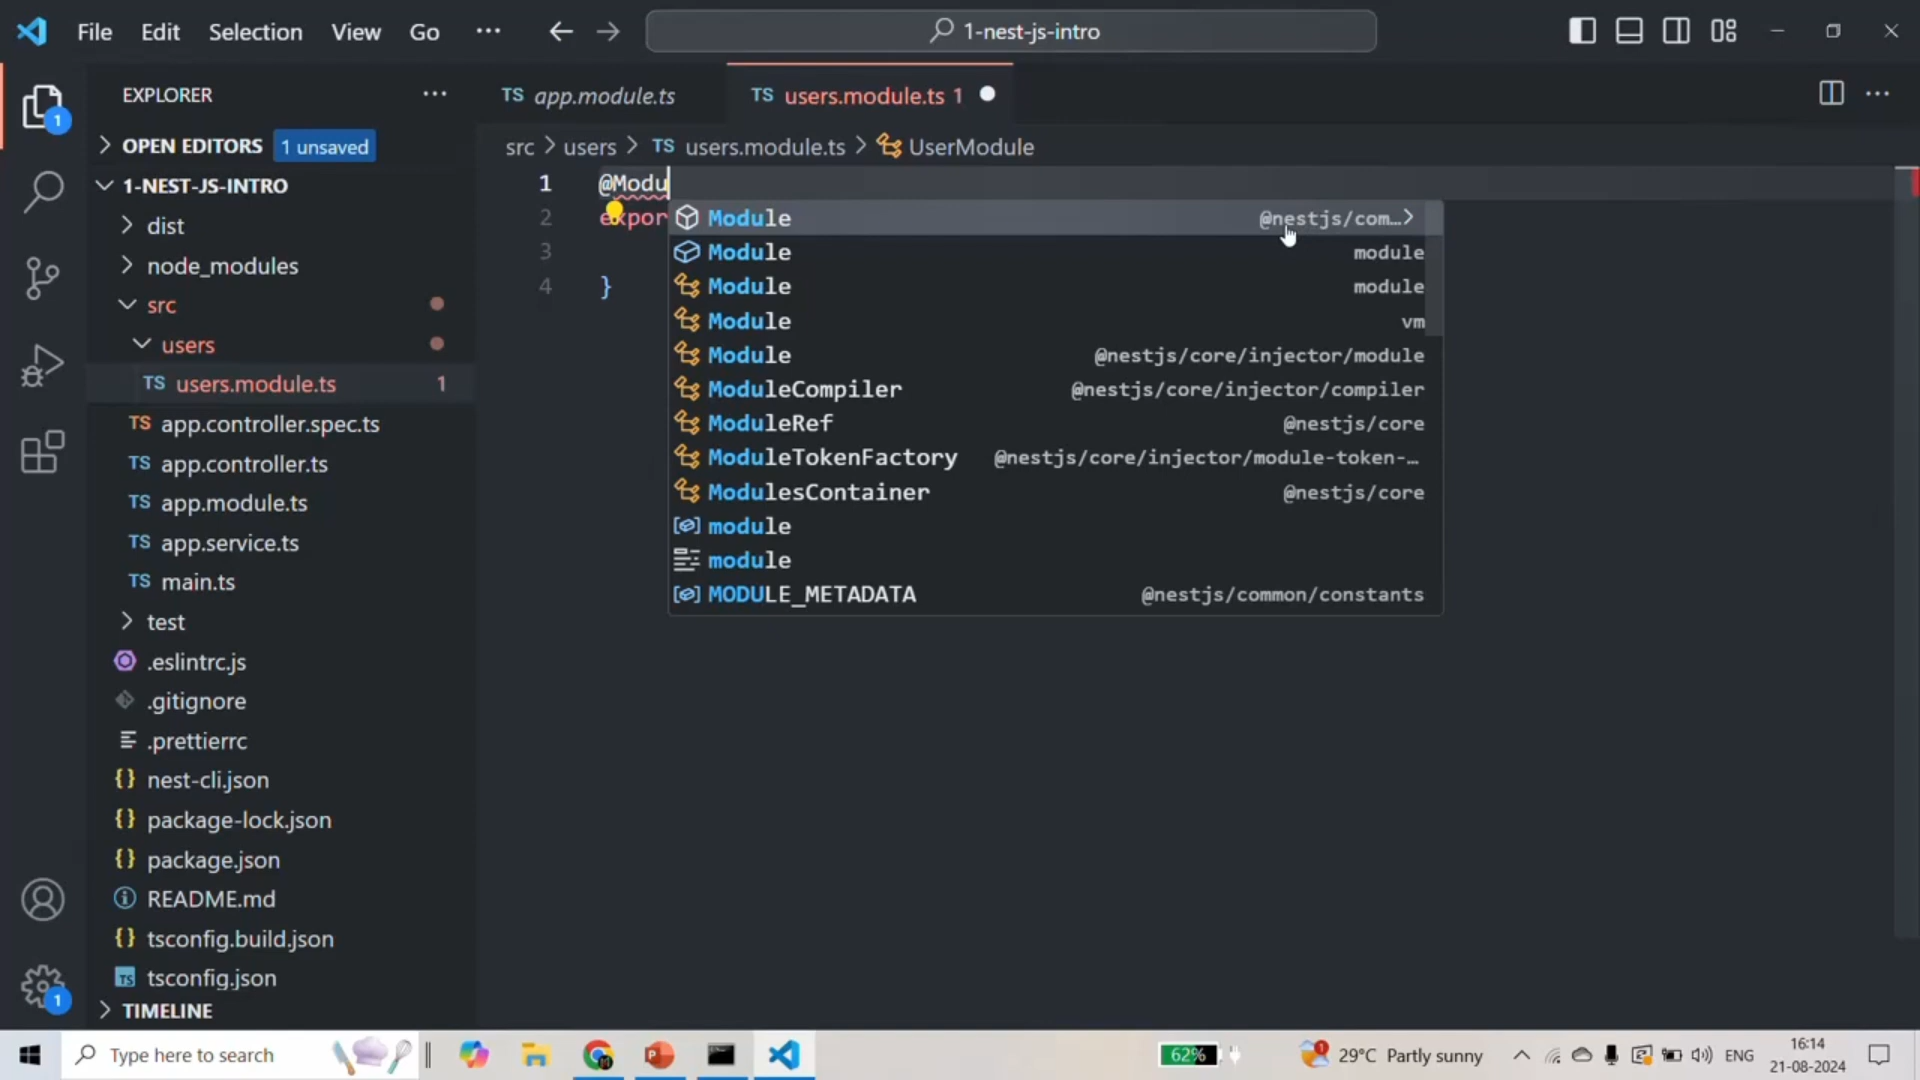 File Edit Selection View Go ··· 1-nest-js-intro
EXPLORER ···
OPEN EDITORS 1 unsaved
1-NEST-JS-INTRO
dist
node_modules
src
users
TS users.module.ts 1
TS app.controller.spec.ts
TS app.controller.ts
TS app.module.ts
TS app.service.ts
TS main.ts
test
.eslintrc.js
.gitignore
.prettierrc
{} nest-cli.json
{} package-lock.json
{} package.json
README.md
{} tsconfig.build.json
TS tsconfig.json
TIMELINE
1
1
TS app.module.ts TS users.module.ts 1
src > users > TS users.module.ts > UserModule
1 @Modu
2 expor
3
4 }
Module @nestjs/com…
Module module
Module module
Module vm
Module @nestjs/core/injector/module
ModuleCompiler @nestjs/core/injector/compiler
ModuleRef @nestjs/core
ModuleTokenFactory @nestjs/core/injector/module-token-…
ModulesContainer @nestjs/core
module
module
MODULE_METADATA @nestjs/common/constants
Type here to search
62%
1
29°C Partly sunny
ENG
16:14
21-08-2024